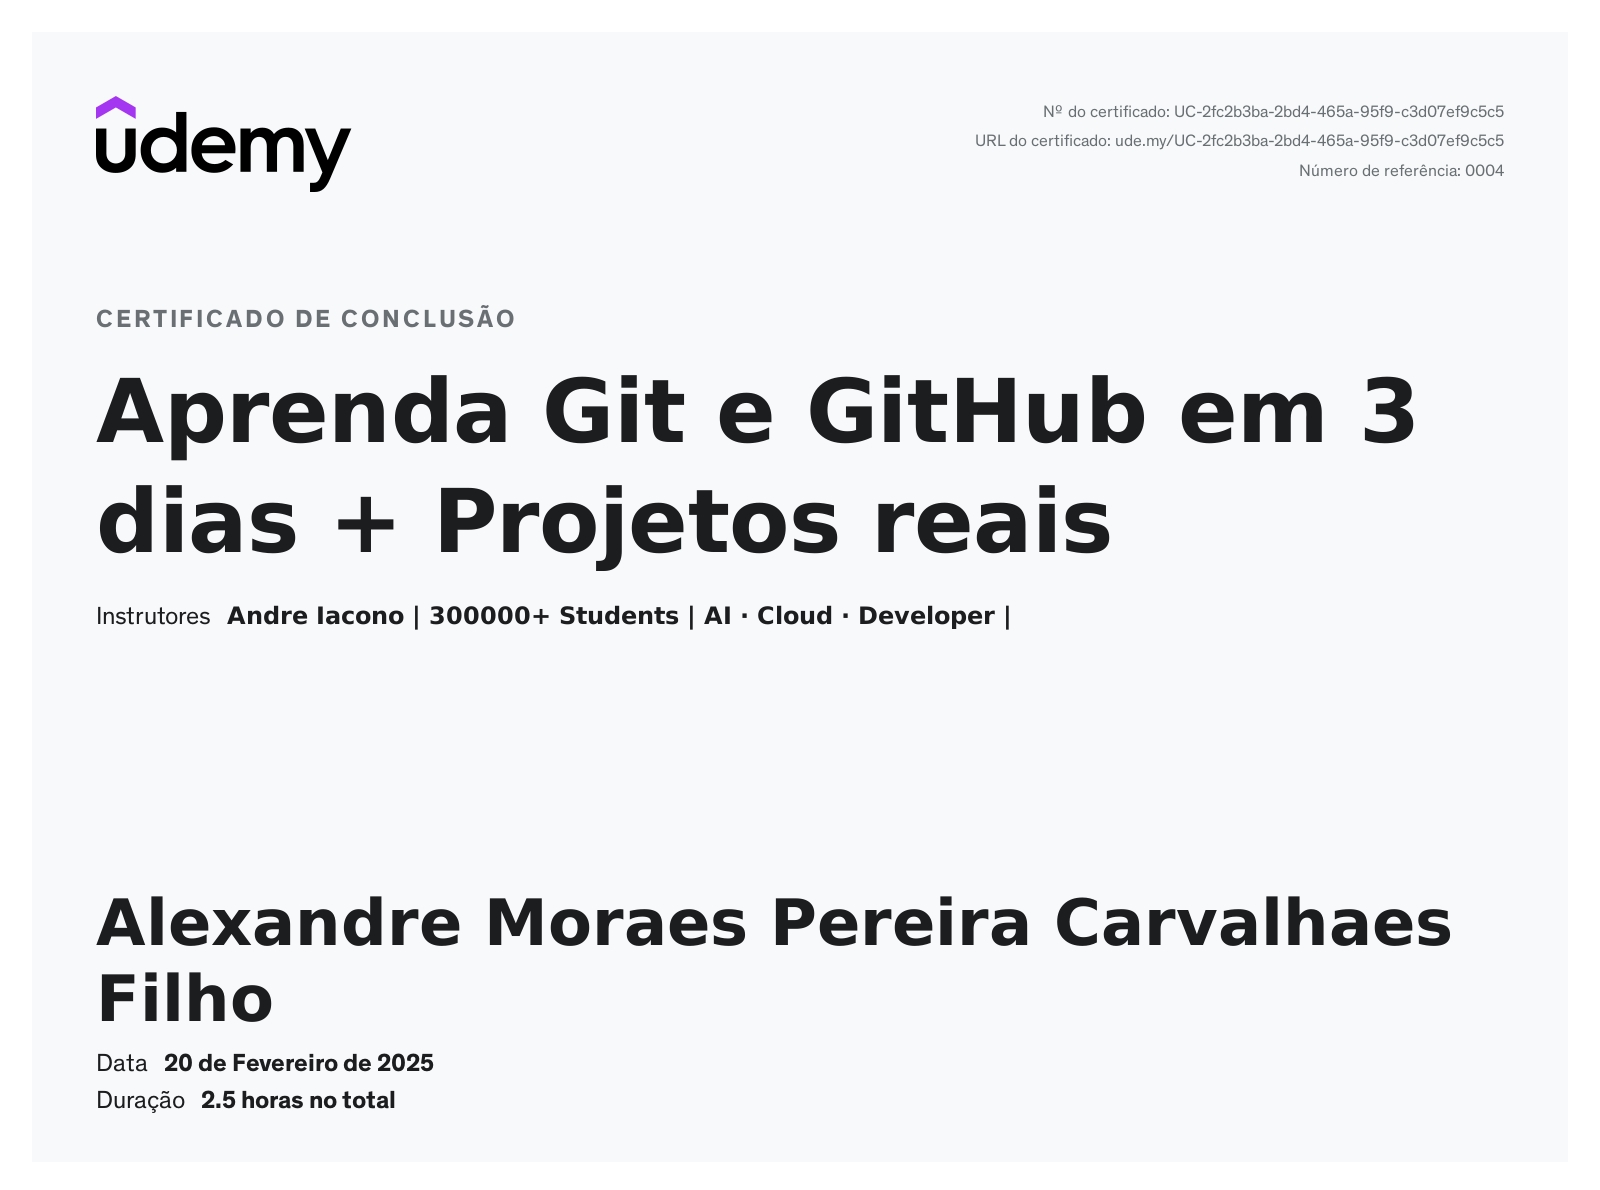 udemy
Nº do certificado: UC-2fc2b3ba-2bd4-465a-95f9-c3d07ef9c5c5
URL do certificado: ude.my/UC-2fc2b3ba-2bd4-465a-95f9-c3d07ef9c5c5
Número de referência: 0004
CERTIFICADO DE CONCLUSÃO
Aprenda Git e GitHub em 3
dias + Projetos reais
Instrutores Andre Iacono | 300000+ Students | AI · Cloud · Developer |
Alexandre Moraes Pereira Carvalhaes
Filho
Data 20 de Fevereiro de 2025
Duração 2.5 horas no total